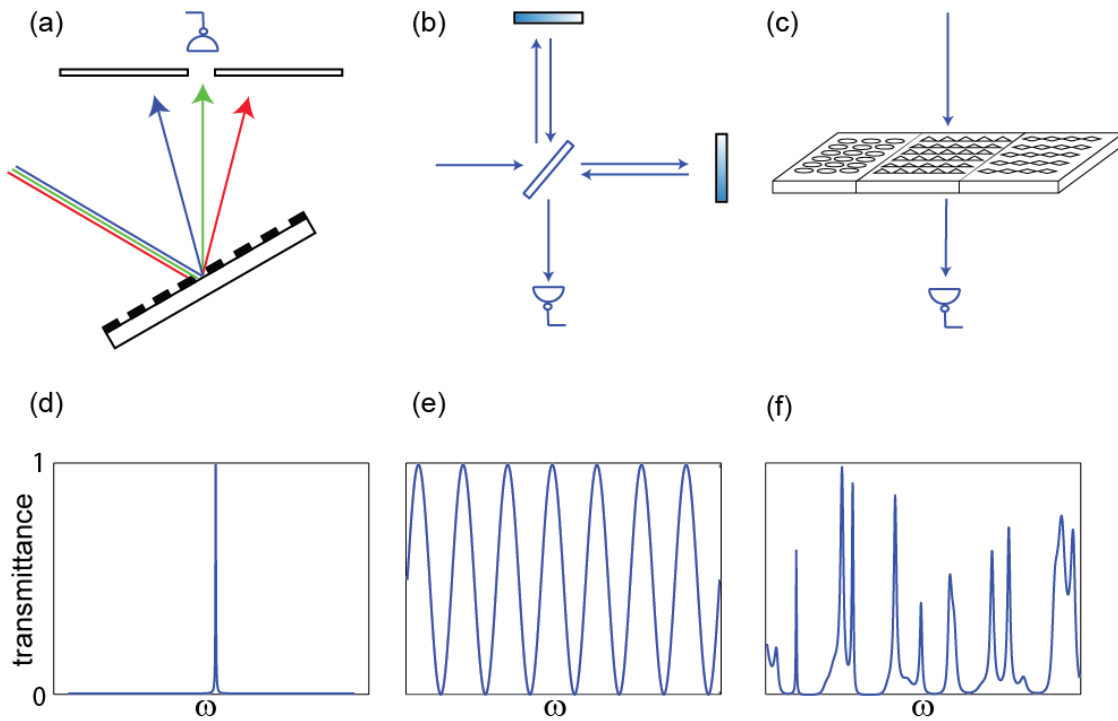 (a)
(b)
(c)
(d)
(e)
(f)
1
transmittance
0
ω
ω
ω